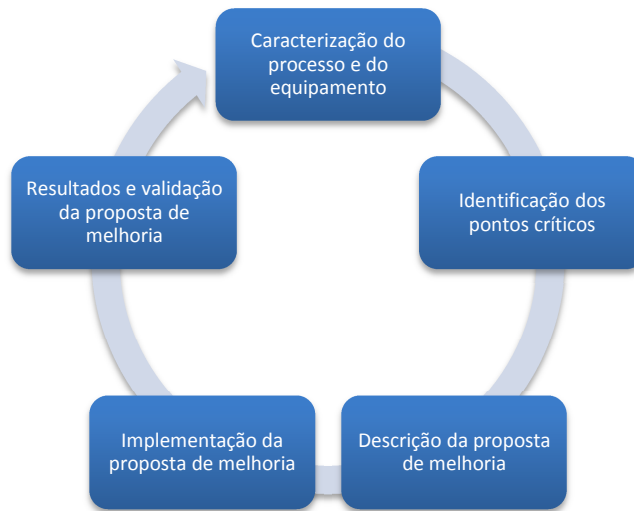 Caracterização do
processo e do
equipamento
Identificação dos
pontos críticos
Descrição da proposta
de melhoria
Implementação da
proposta de melhoria
Resultados e validação
da proposta de
melhoria